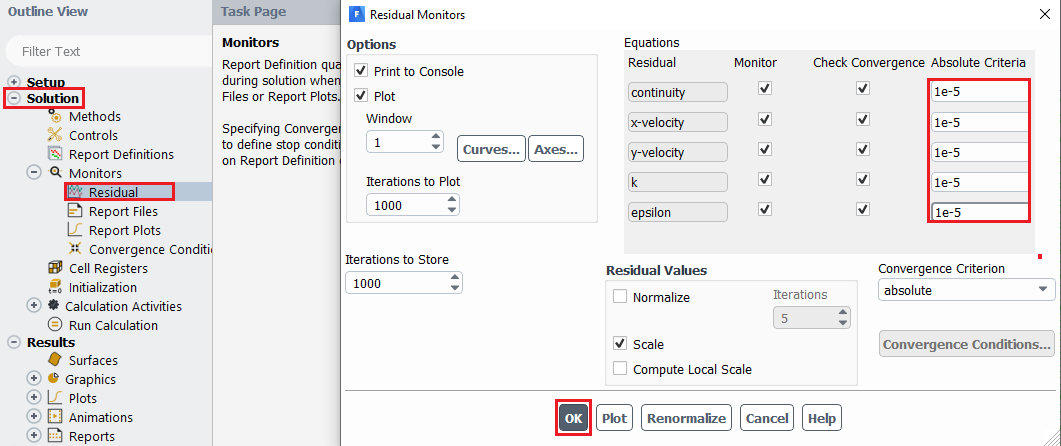 Outline View
Filter Text
Setup
Solution
Methods
Controls
Report Definitions
Monitors
Residual
Report Files
Report Plots
Convergence Conditi
Cell Registers
Initialization
Calculation Activities
Run Calculation
Results
Surfaces
Graphics
Plots
Animations
Reports
Task Page
Monitors
Report Definition qua
during solution when
Files or Report Plots.
Specifying Converger
to define stop conditi
on Report Definition
Residual Monitors
Options
Print to Console
Plot
Window
1
Curves... Axes...
Iterations to Plot
1000
Iterations to Store
1000
Equations
Residual Monitor Check Convergence Absolute Criteria
continuity 1e-5
x-velocity 1e-5
y-velocity 1e-5
k 1e-5
epsilon 1e-5
Residual Values
Normalize
Iterations
5
Scale
Compute Local Scale
Convergence Criterion
absolute
Convergence Conditions...
OK Plot Renormalize Cancel Help